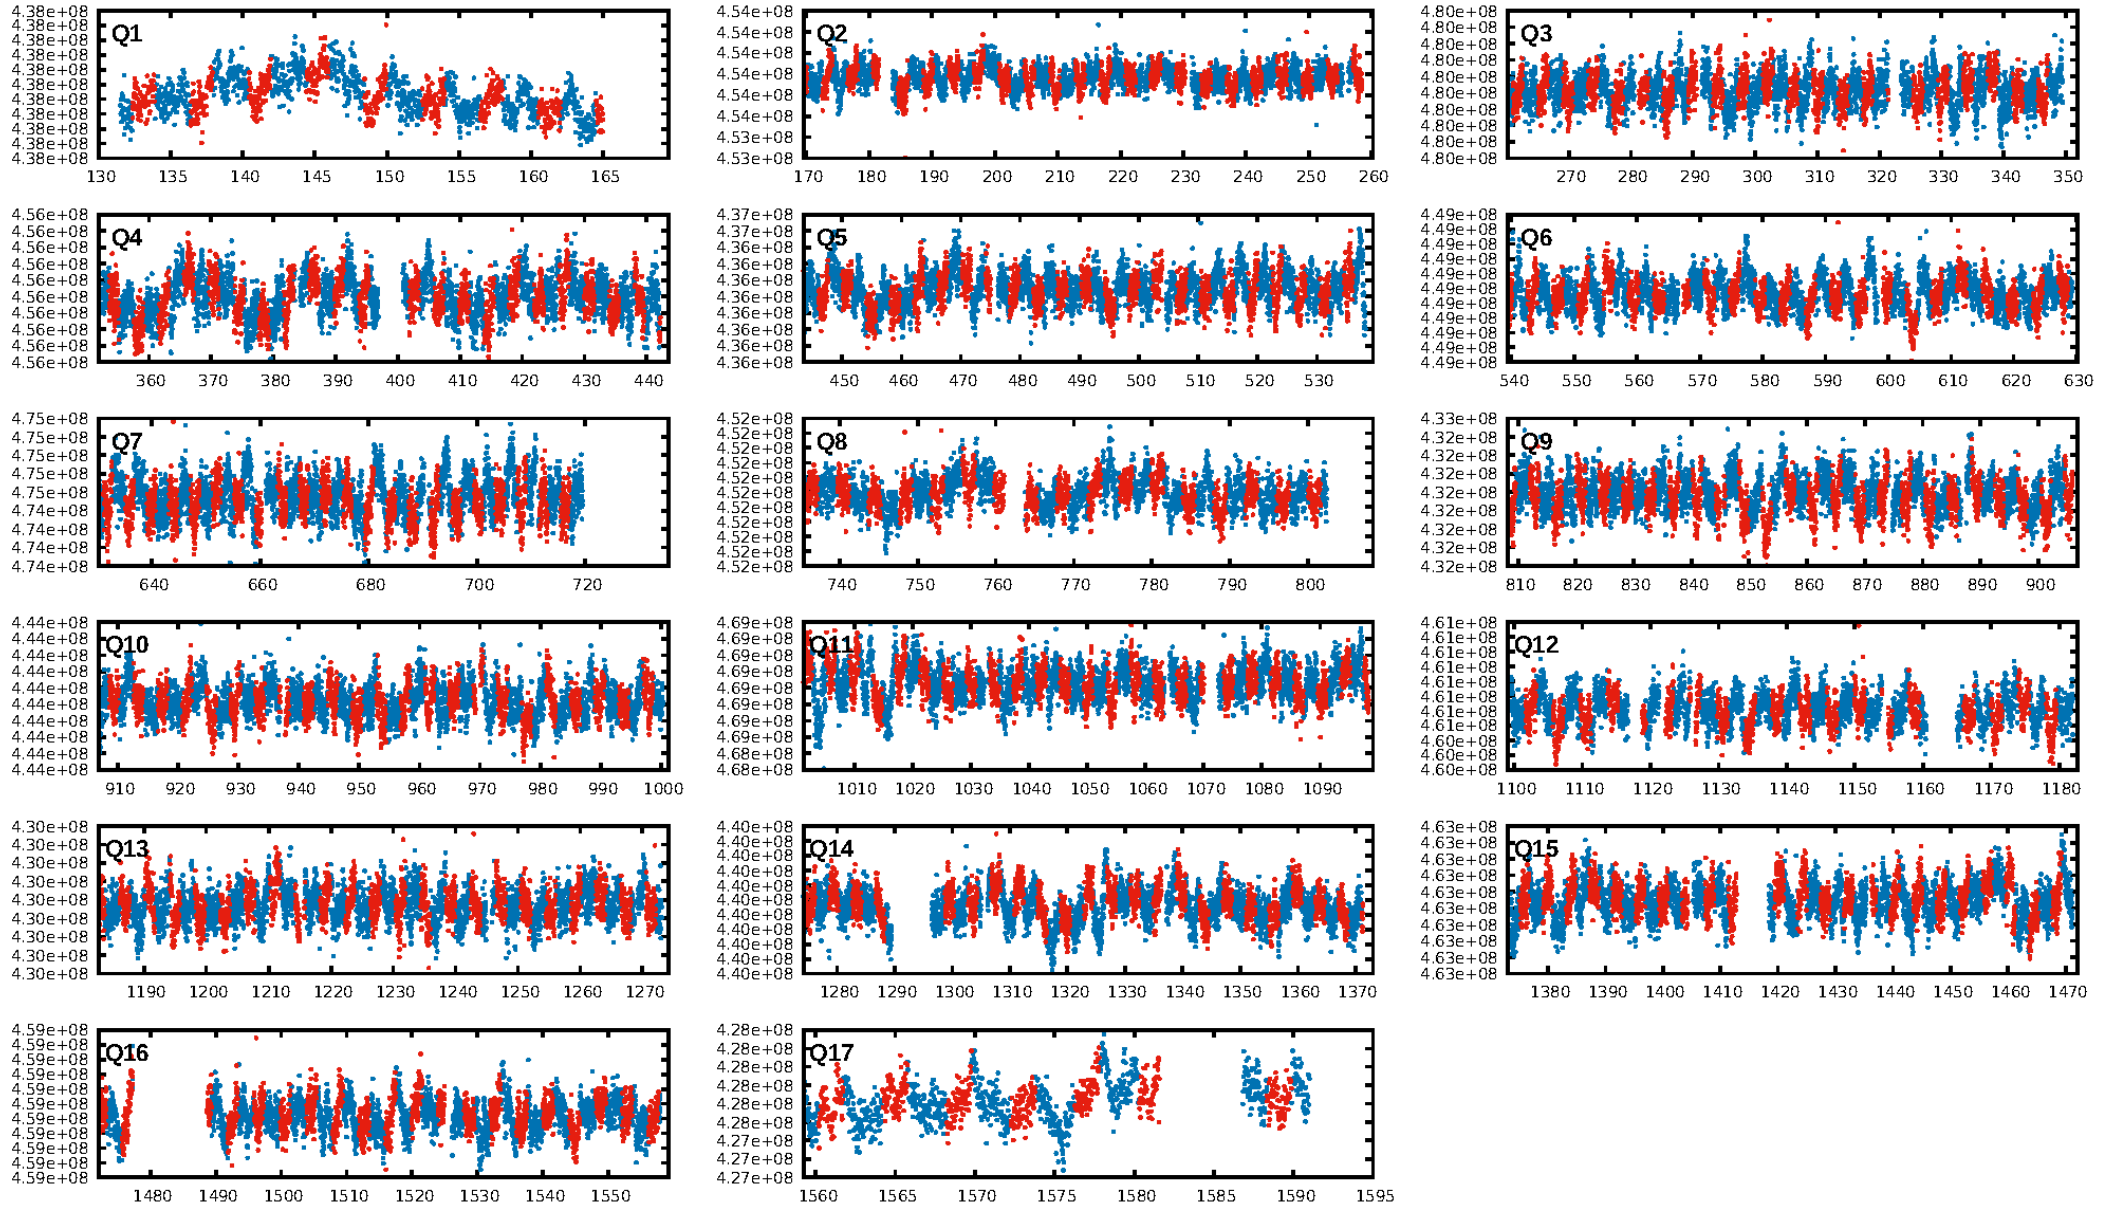 4.38e+08 4.38e+08 4.38e+08 4.38e+08 4.38e+08 4.38e+08 4.38e+08 4.38e+08 4.38e+08 4.38e+08 4.38e+08
Q1
130 135 140 145 150 155 160 165
4.54e+08 4.54e+08 4.54e+08 4.54e+08 4.54e+08 4.54e+08 4.53e+08 4.53e+08
Q2
170 180 190 200 210 220 230 240 250 260
4.80e+08 4.80e+08 4.80e+08 4.80e+08 4.80e+08 4.80e+08 4.80e+08 4.80e+08 4.80e+08 4.80e+08
Q3
270 280 290 300 310 320 330 340 350
4.56e+08 4.56e+08 4.56e+08 4.56e+08 4.56e+08 4.56e+08 4.56e+08 4.56e+08 4.56e+08 4.56e+08
Q4
360 370 380 390 400 410 420 430 440
4.37e+08 4.37e+08 4.36e+08 4.36e+08 4.36e+08 4.36e+08 4.36e+08 4.36e+08 4.36e+08 4.36e+08
Q5
450 460 470 480 490 500 510 520 530
4.49e+08 4.49e+08 4.49e+08 4.49e+08 4.49e+08 4.49e+08 4.49e+08 4.49e+08 4.49e+08 4.49e+08 4.49e+08
Q6
540 550 560 570 580 590 600 610 620 630
4.75e+08 4.75e+08 4.75e+08 4.75e+08 4.75e+08 4.74e+08 4.74e+08 4.74e+08 4.74e+08
Q7
640 660 680 700 720
4.52e+08 4.52e+08 4.52e+08 4.52e+08 4.52e+08 4.52e+08 4.52e+08 4.52e+08 4.52e+08 4.52e+08 4.52e+08
Q8
740 750 760 770 780 790 800
4.33e+08 4.32e+08 4.32e+08 4.32e+08 4.32e+08 4.32e+08 4.32e+08 4.32e+08 4.32e+08
Q9
810 820 830 840 850 860 870 880 890 900
4.44e+08 4.44e+08 4.44e+08 4.44e+08 4.44e+08 4.44e+08 4.44e+08 4.44e+08 4.44e+08 4.44e+08
Q10
910 920 930 940 950 960 970 980 990 1000
4.69e+08 4.69e+08 4.69e+08 4.69e+08 4.69e+08 4.69e+08 4.69e+08 4.69e+08 4.68e+08 4.68e+08
Q11
1010 1020 1030 1040 1050 1060 1070 1080 1090
4.61e+08 4.61e+08 4.61e+08 4.61e+08 4.61e+08 4.61e+08 4.61e+08 4.61e+08 4.60e+08 4.60e+08 4.60e+08
Q12
1100 1110 1120 1130 1140 1150 1160 1170 1180
4.30e+08 4.30e+08 4.30e+08 4.30e+08 4.30e+08 4.30e+08 4.30e+08 4.30e+08 4.30e+08
Q13
1190 1200 1210 1220 1230 1240 1250 1260 1270
4.40e+08 4.40e+08 4.40e+08 4.40e+08 4.40e+08 4.40e+08 4.40e+08 4.40e+08 4.40e+08 4.40e+08 4.40e+08
Q14
1280 1290 1300 1310 1320 1330 1340 1350 1360 1370
4.63e+08 4.63e+08 4.63e+08 4.63e+08 4.63e+08 4.63e+08 4.63e+08 4.63e+08 4.63e+08 4.63e+08
Q15
1380 1390 1400 1410 1420 1430 1440 1450 1460 1470
4.59e+08 4.59e+08 4.59e+08 4.59e+08 4.59e+08 4.59e+08 4.59e+08 4.59e+08 4.59e+08 4.59e+08 4.59e+08
Q16
1480 1490 1500 1510 1520 1530 1540 1550
4.28e+08 4.28e+08 4.28e+08 4.28e+08 4.28e+08 4.28e+08 4.27e+08 4.27e+08 4.27e+08
Q17
1560 1565 1570 1575 1580 1585 1590 1595